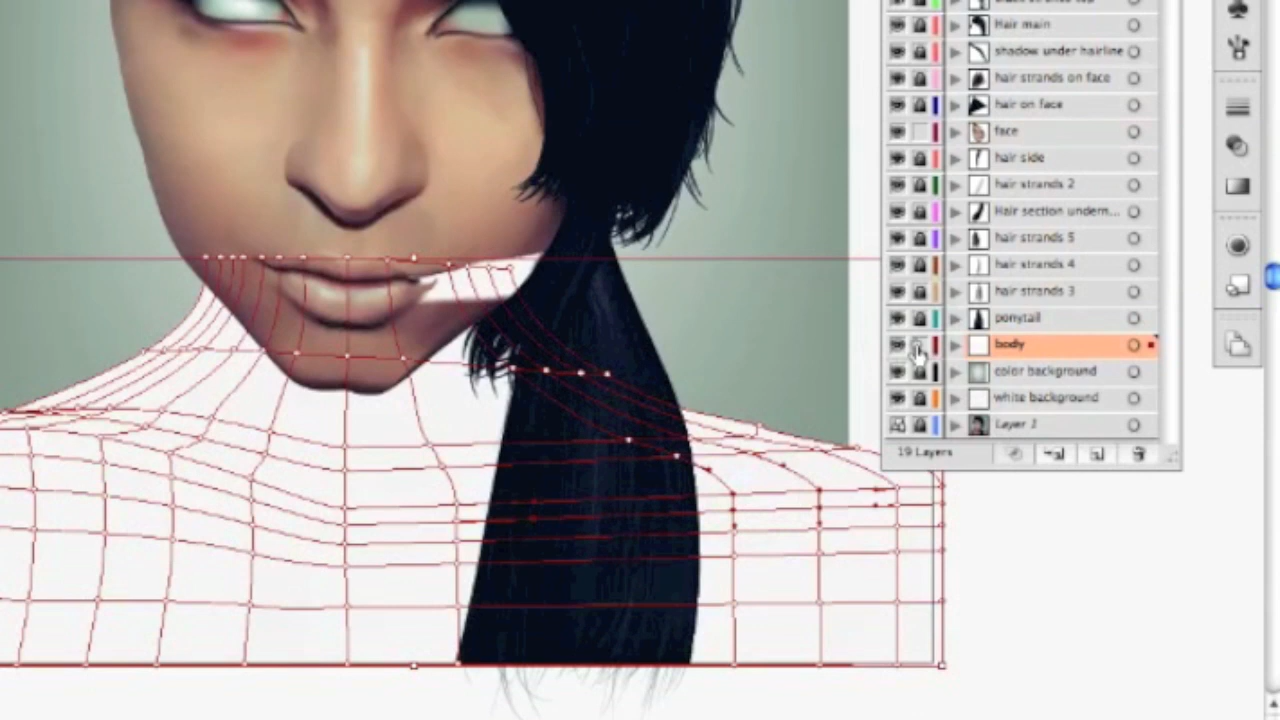 Hair main
shadow under hairline
hair strands on face
hair on face
face
hair side
hair strands 2
Hair section undern...
hair strands 5
hair strands 4
hair strands 3
ponytail
body
color background
white background
Layer 1
19 Layers